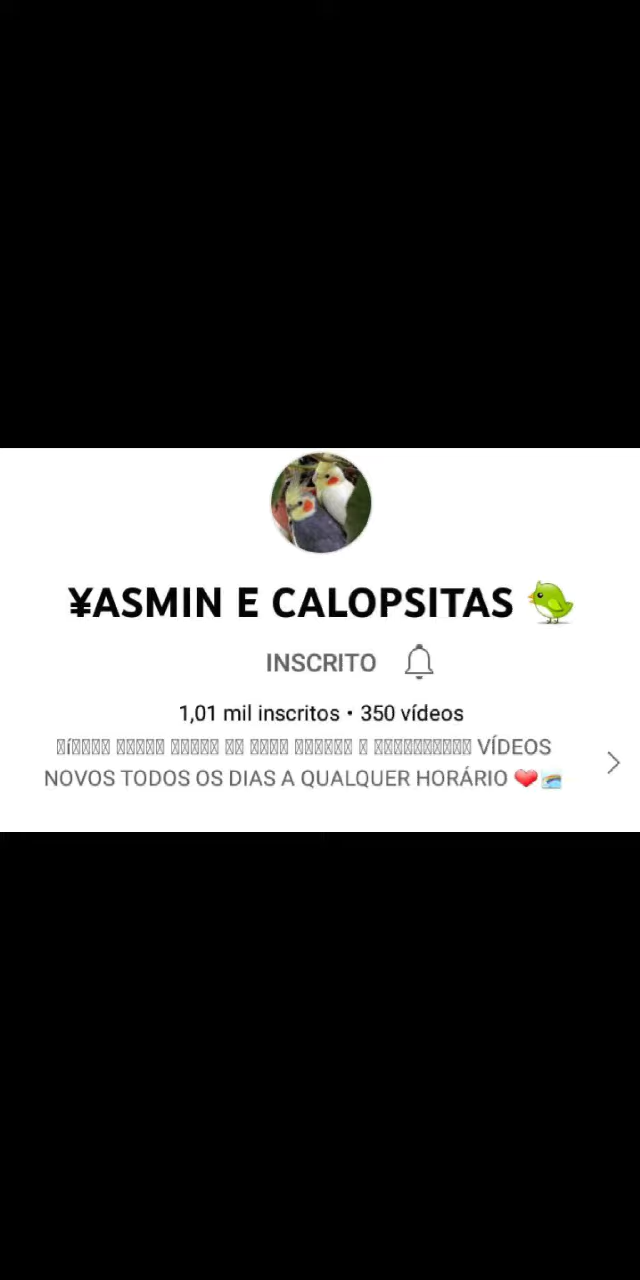 ¥ASMIN E CALOPSITAS
INSCRITO
1,01 mil inscritos • 350 vídeos
VÍDEOS
NOVOS TODOS OS DIAS A QUALQUER HORÁRIO